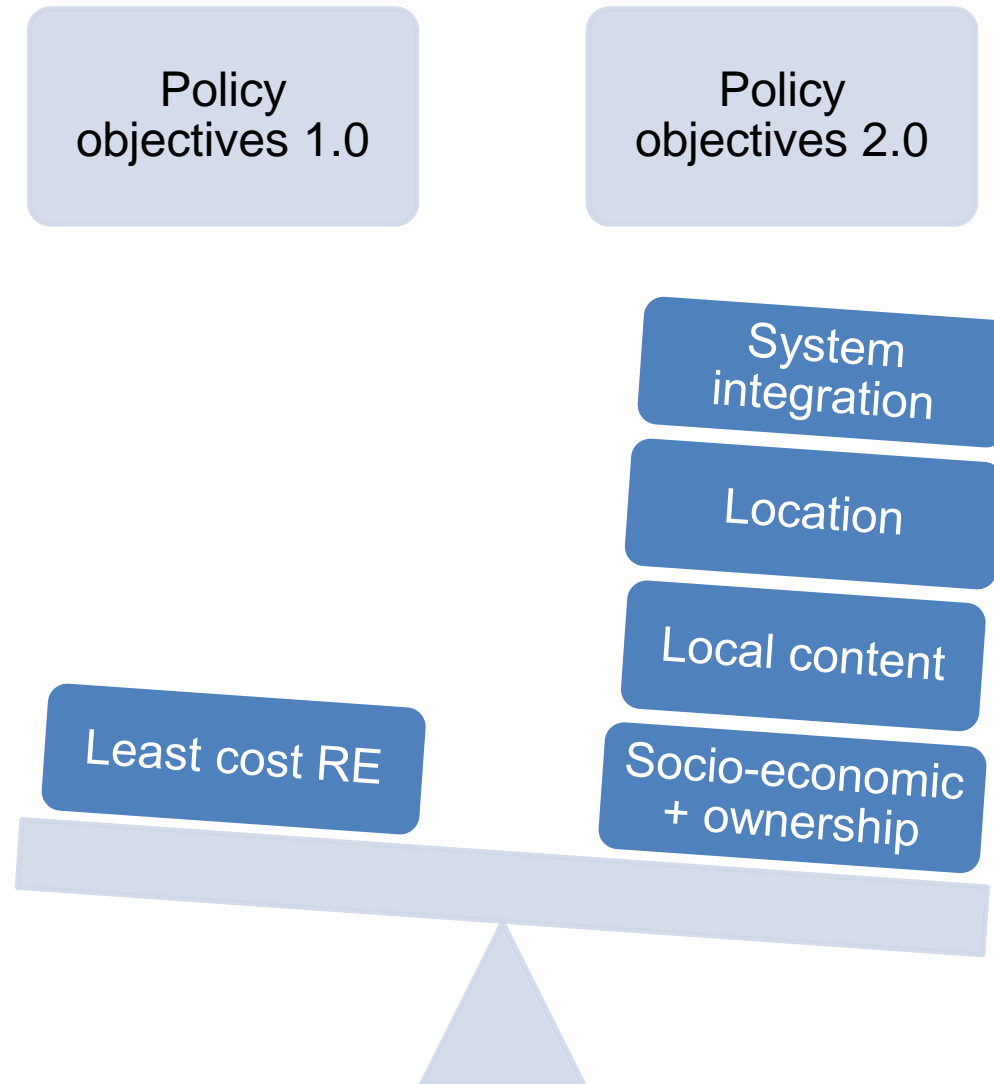 Policy
objectives 1.0
Policy
objectives 2.0
System
integration
Location
Local content
Least cost RE
Socio-economic
+ ownership